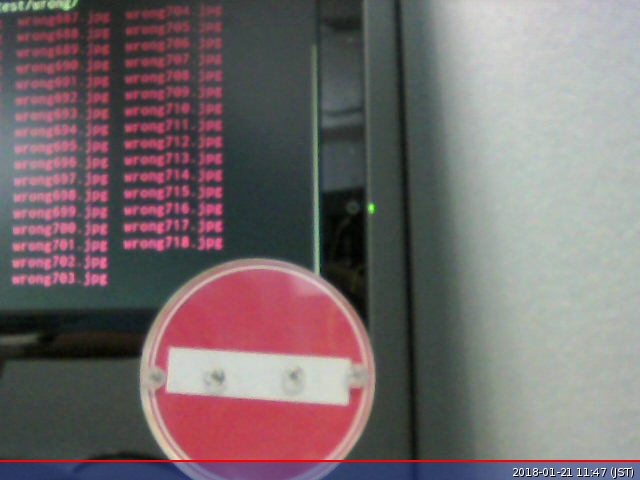 test/wrong/
wrong687.jpg wrong704.jpg
wrong688.jpg wrong705.jpg
wrong689.jpg wrong706.jpg
wrong690.jpg wrong707.jpg
wrong691.jpg wrong708.jpg
wrong692.jpg wrong709.jpg
wrong693.jpg wrong710.jpg
wrong694.jpg wrong711.jpg
wrong695.jpg wrong712.jpg
wrong696.jpg wrong713.jpg
wrong697.jpg wrong714.jpg
wrong698.jpg wrong715.jpg
wrong699.jpg wrong716.jpg
wrong700.jpg wrong717.jpg
wrong701.jpg wrong718.jpg
wrong702.jpg
wrong703.jpg
2018-01-21 11:47 (JST)